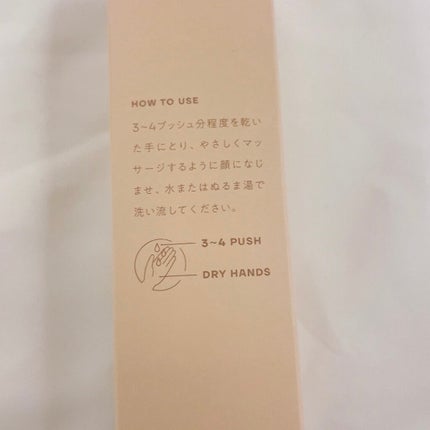 HOW TO USE
3~4プッシュ分程度を乾い
た手にとり、やさしくマッ
サージするように顔になじ
ませ、水またはぬるま湯で
洗い流してください。
3~4 PUSH
DRY HANDS